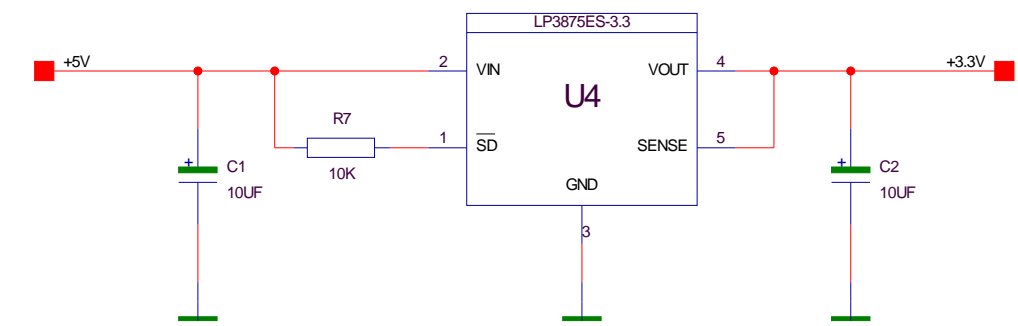 LP3875ES-3.3
+5V
2
VIN
VOUT
4
+3.3V
U4
R7
1
SD
SENSE
5
10K
+
C1
10UF
+
C2
10UF
GND
3